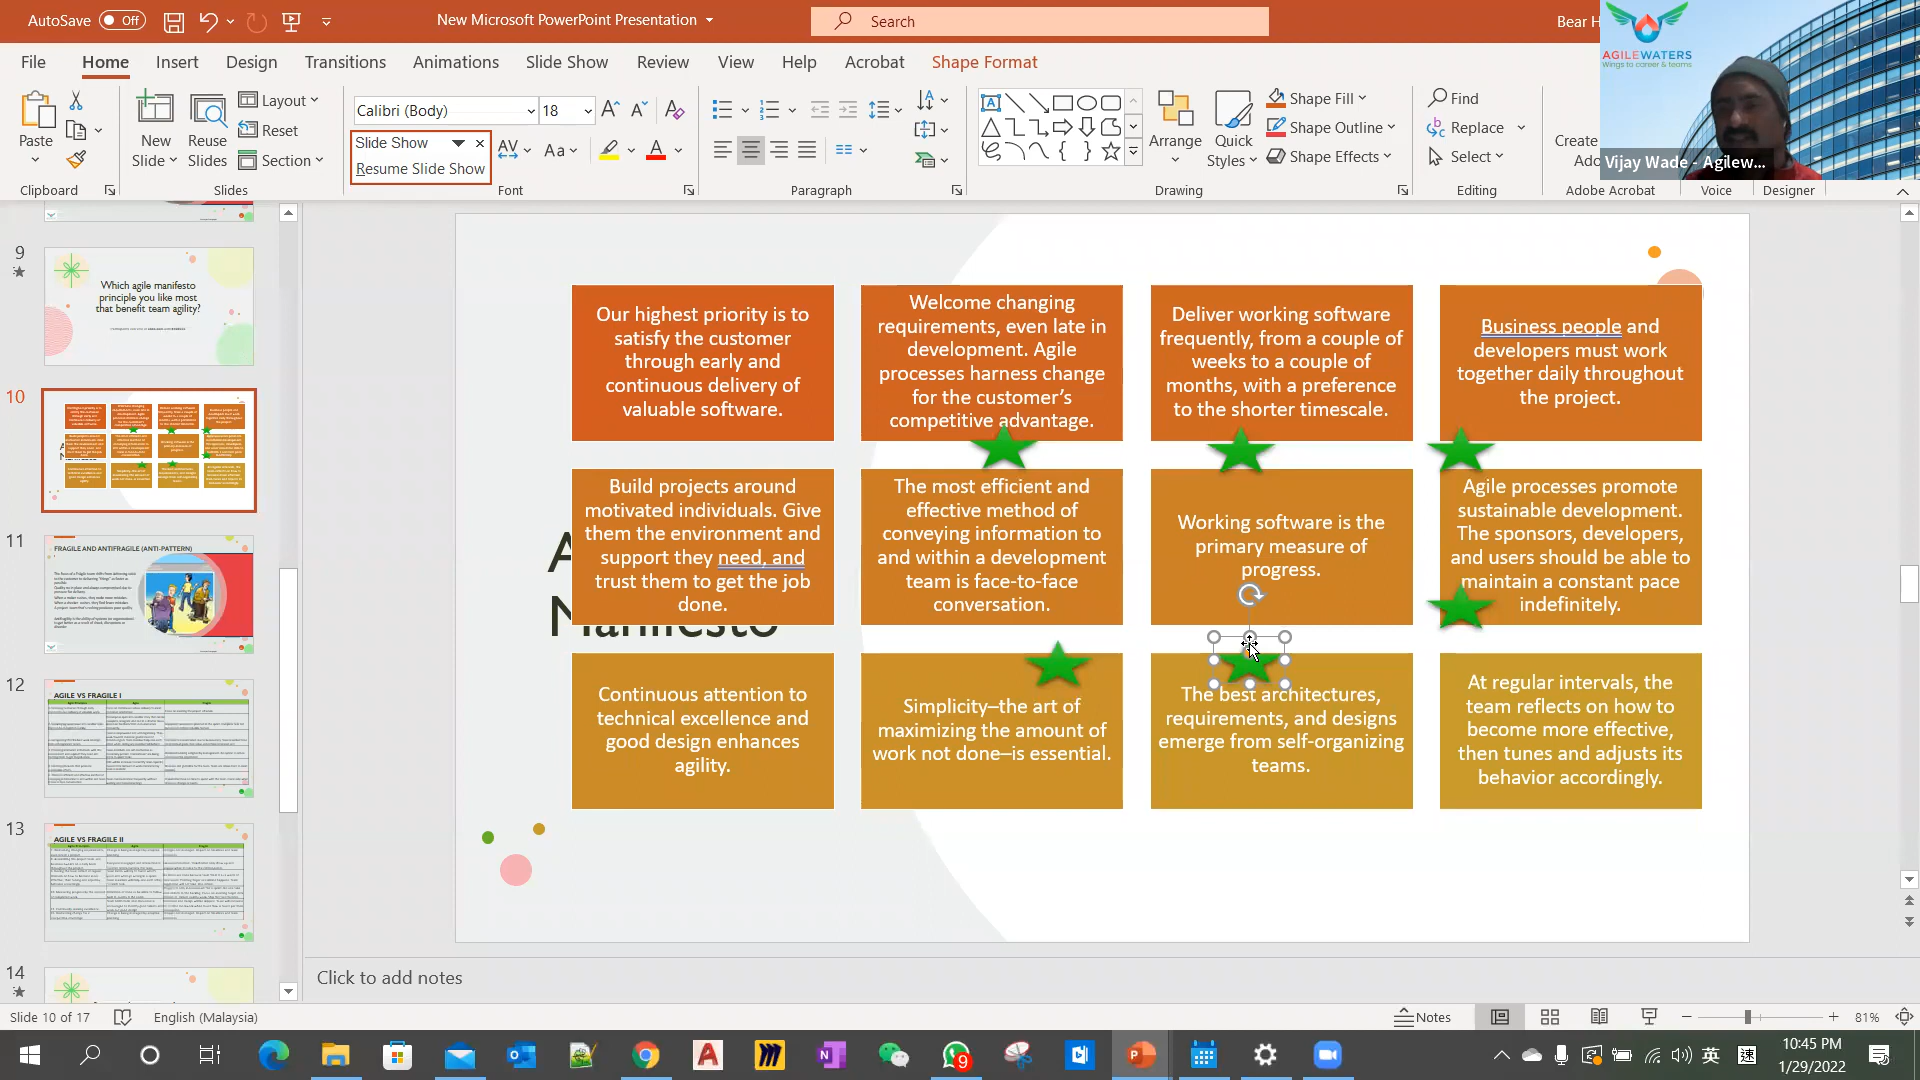 AutoSave Off
New Microsoft PowerPoint Presentation
Search
Bear H
AGILEWATERS
Wings to career & teams
File Home Insert Design Transitions Animations Slide Show Review View Help Acrobat Shape Format
Paste
New
Slide
Reuse
Slides
Layout
Reset
Section
Calibri (Body)
18
Slide Show
Resume Slide Show
AV
Aa
A
Arrange
Quick
Styles
Shape Fill
Shape Outline
Shape Effects
Find
Replace
Select
Create
Ado
Vijay Wade - Agilew...
Clipboard
Slides
Font
Paragraph
Drawing
Editing
Adobe Acrobat
Voice
Designer
9
Which agile manifesto
principle you like most
that benefit team agility?
10
11
FRAGILE AND ANTIFRAGILE (ANTI-PATTERN)
12
AGILE VS FRAGILE I
13
AGILE VS FRAGILE II
14
Our highest priority is to
satisfy the customer
through early and
continuous delivery of
valuable software.
Welcome changing
requirements, even late in
development. Agile
processes harness change
for the customer's
competitive advantage.
Deliver working software
frequently, from a couple of
weeks to a couple of
months, with a preference
to the shorter timescale.
Business people and
developers must work
together daily throughout
the project.
Build projects around
motivated individuals. Give
them the environment and
support they need, and
trust them to get the job
done.
The most efficient and
effective method of
conveying information to
and within a development
team is face-to-face
conversation.
Working software is the
primary measure of
progress.
Agile processes promote
sustainable development.
The sponsors, developers,
and users should be able to
maintain a constant pace
indefinitely.
Manifesto
Continuous attention to
technical excellence and
good design enhances
agility.
Simplicity–the art of
maximizing the amount of
work not done–is essential.
The best architectures,
requirements, and designs
emerge from self-organizing
teams.
At regular intervals, the
team reflects on how to
become more effective,
then tunes and adjusts its
behavior accordingly.
Click to add notes
Slide 10 of 17
English (Malaysia)
Notes
81%
9
英
速
10:45 PM
1/29/2022